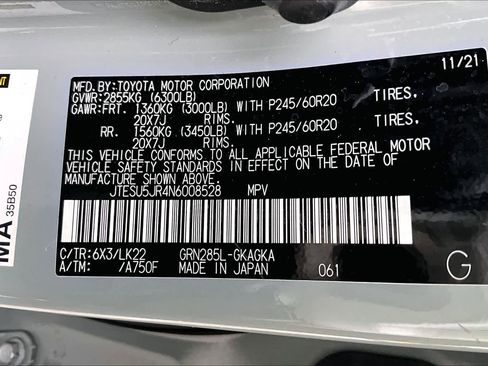 11/21
MFD.BY:TOYOTA MOTOR CORPORATION
GVWR:2855KG (6300LB)
GAWR:FRT. 1360KG (3000LB) WITH P245/60R20 TIRES.
20X7J RIMS.
RR. 1560KG (3450LB) WITH P245/60R20 TIRES.
20X7J RIMS.
THIS VEHICLE CONFORMS TO ALL APPLICABLE FEDERAL MOTOR
VEHICLE SAFETY STANDARDS IN EFFECT ON THE DATE OF
MANUFACTURE SHOWN ABOVE.
JTESU5JR4N6008528 MPV
C/TR:6X3/LK22 GRN285L-GKAGKA
A/TM: /A750F MADE IN JAPAN 061
G
MA
35B50